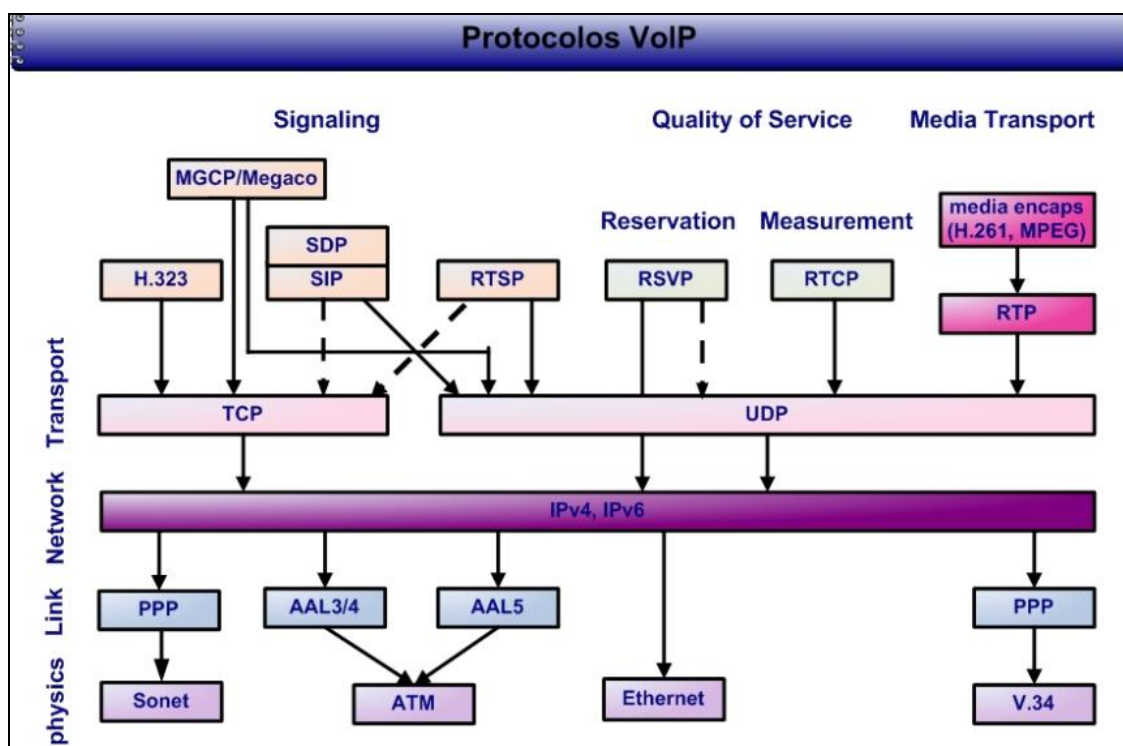 Protocolos VoIP
Signaling
Quality of Service
Media Transport
MGCP/Megaco
media encaps
(H.261, MPEG)
Reservation
Measurement
SDP
H.323
SIP
RTSP
RSVP
RTCP
RTP
Transport
TCP
UDP
Network
IPv4, IPv6
Link
PPP
AAL3/4
AAL5
PPP
physics
Sonet
ATM
Ethernet
V.34